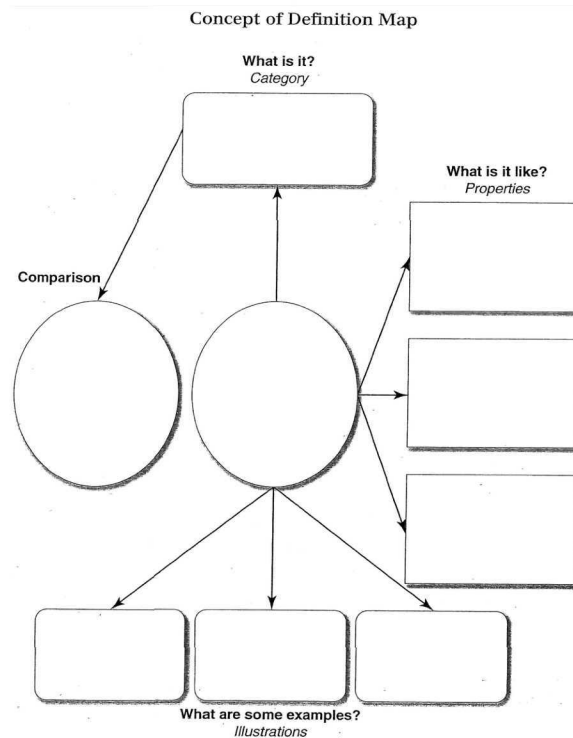 Concept of Definition Map
What is it?
Category
What is it like?
Properties
Comparison
What are some examples?
Illustrations